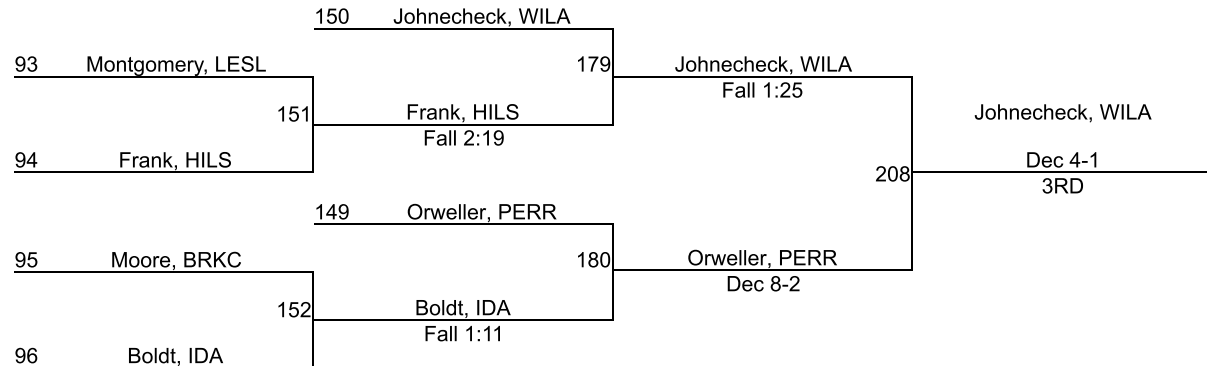 150 Johnecheck, WILA
93 Montgomery, LESL
179 Johnecheck, WILA
Fall 1:25
151 Frank, HILS
Fall 2:19
Johnecheck, WILA
94 Frank, HILS
Dec 4-1
208
3RD
149 Orweller, PERR
95 Moore, BRKC
180 Orweller, PERR
Dec 8-2
152 Boldt, IDA
Fall 1:11
96 Boldt, IDA